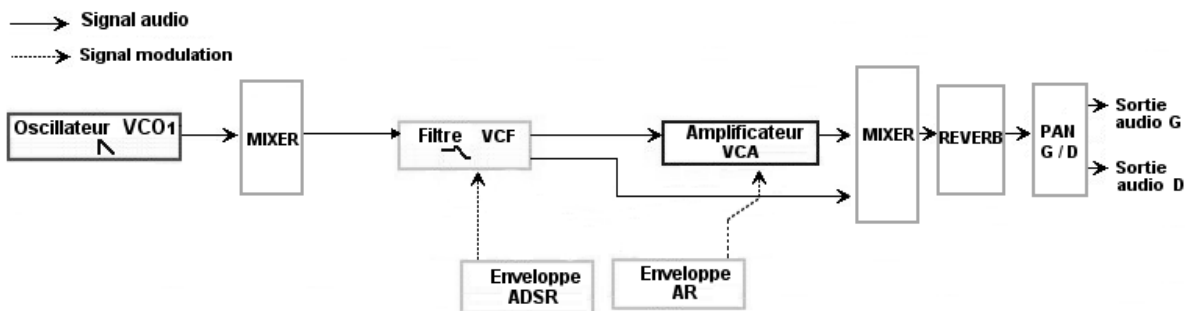 Signal audio
Signal modulation
Oscillateur VCO1
MIXER
Filtre VCF
Amplificateur
VCA
MIXER
REVERB
PAN
G / D
Sortie
audio G
Sortie
audio D
Enveloppe
ADSR
Enveloppe
AR